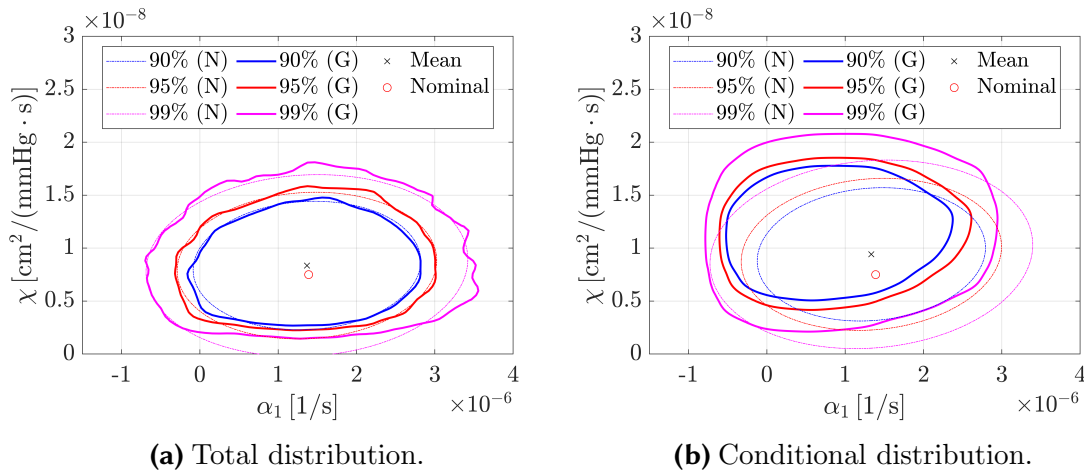 ×10⁻⁸
3
90% (N) 90% (G) Mean
95% (N) 95% (G) Nominal
99% (N) 99% (G)
2.5
2
1.5
1
0.5
0
χ [cm²/(mmHg · s)]
-1 0 1 2 3 4
α₁ [1/s]
×10⁻⁶
(a) Total distribution.
×10⁻⁸
3
90% (N) 90% (G) Mean
95% (N) 95% (G) Nominal
99% (N) 99% (G)
2.5
2
1.5
1
0.5
0
χ [cm²/(mmHg · s)]
-1 0 1 2 3 4
α₁ [1/s]
×10⁻⁶
(b) Conditional distribution.